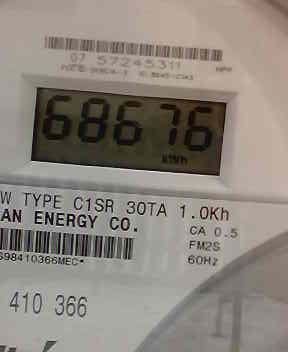 07 57245311
68676
kWh
W TYPE C1SR 30TA 1.0Kh
AN ENERGY CO.
CA 0.5
FM2S
60Hz
S98410366MEC*
410 366